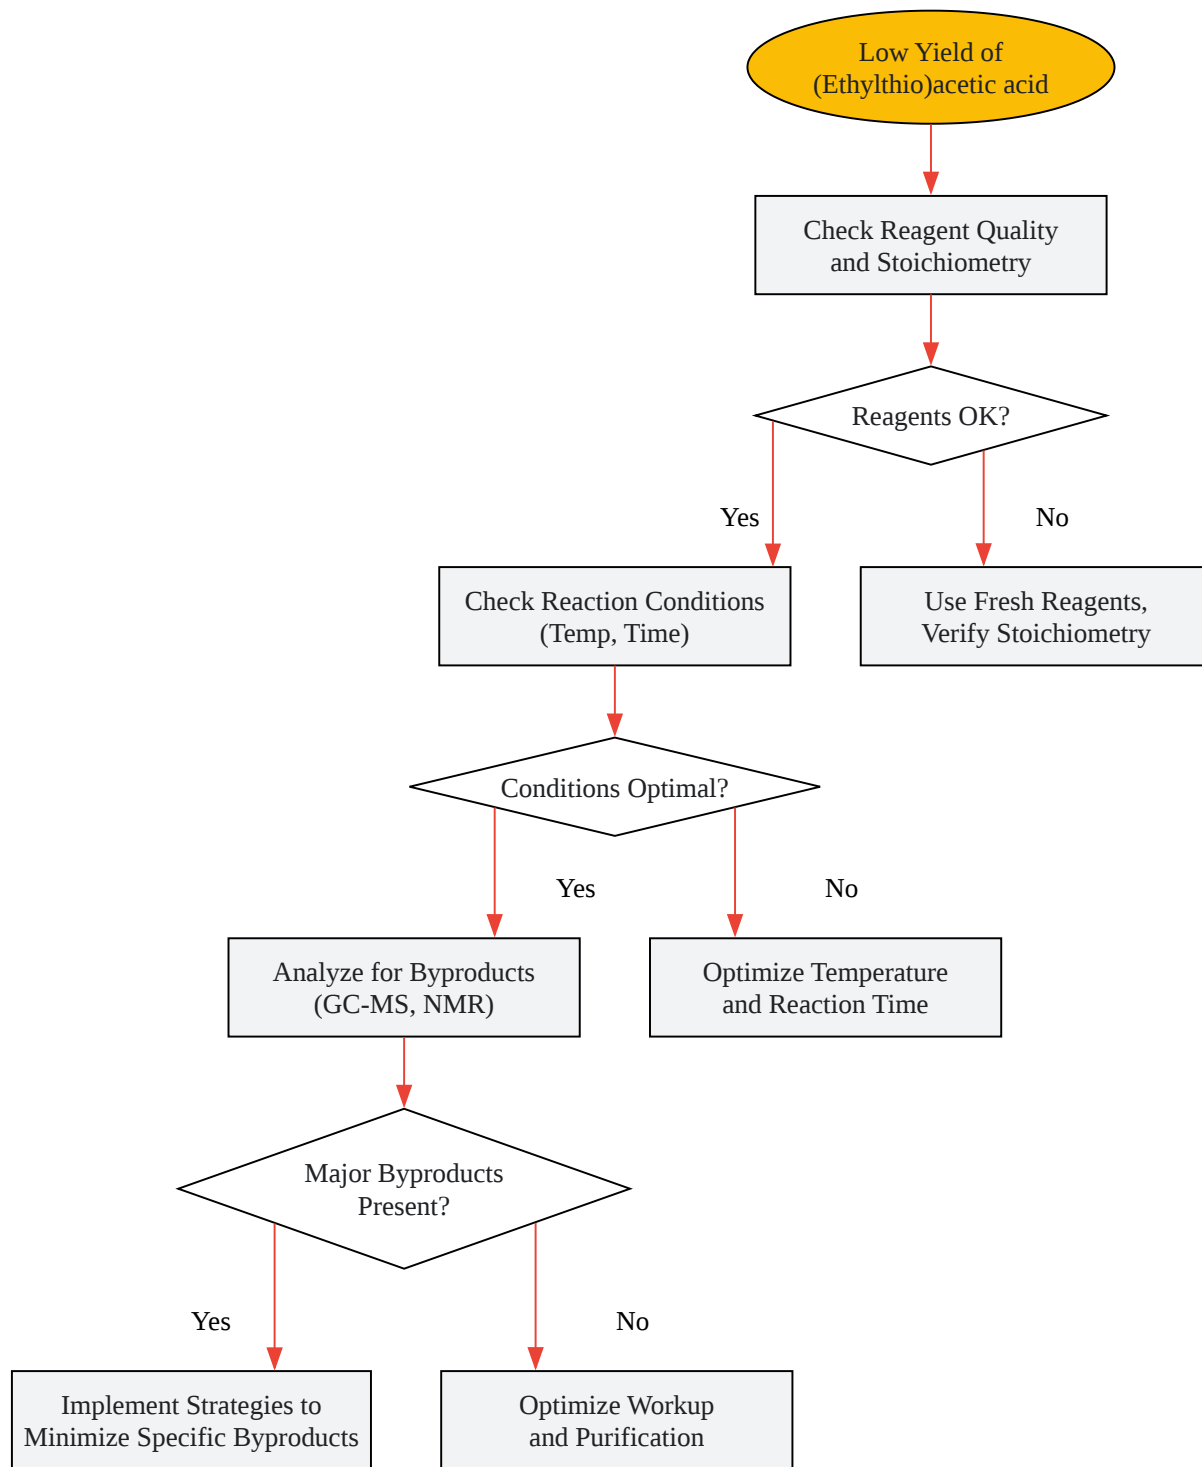 Low Yield of
(Ethylthio)acetic acid
Check Reagent Quality
and Stoichiometry
Reagents OK?
Yes
No
Check Reaction Conditions
(Temp, Time)
Use Fresh Reagents,
Verify Stoichiometry
Conditions Optimal?
Yes
No
Analyze for Byproducts
(GC-MS, NMR)
Optimize Temperature
and Reaction Time
Major Byproducts
Present?
Yes
No
Implement Strategies to
Minimize Specific Byproducts
Optimize Workup
and Purification